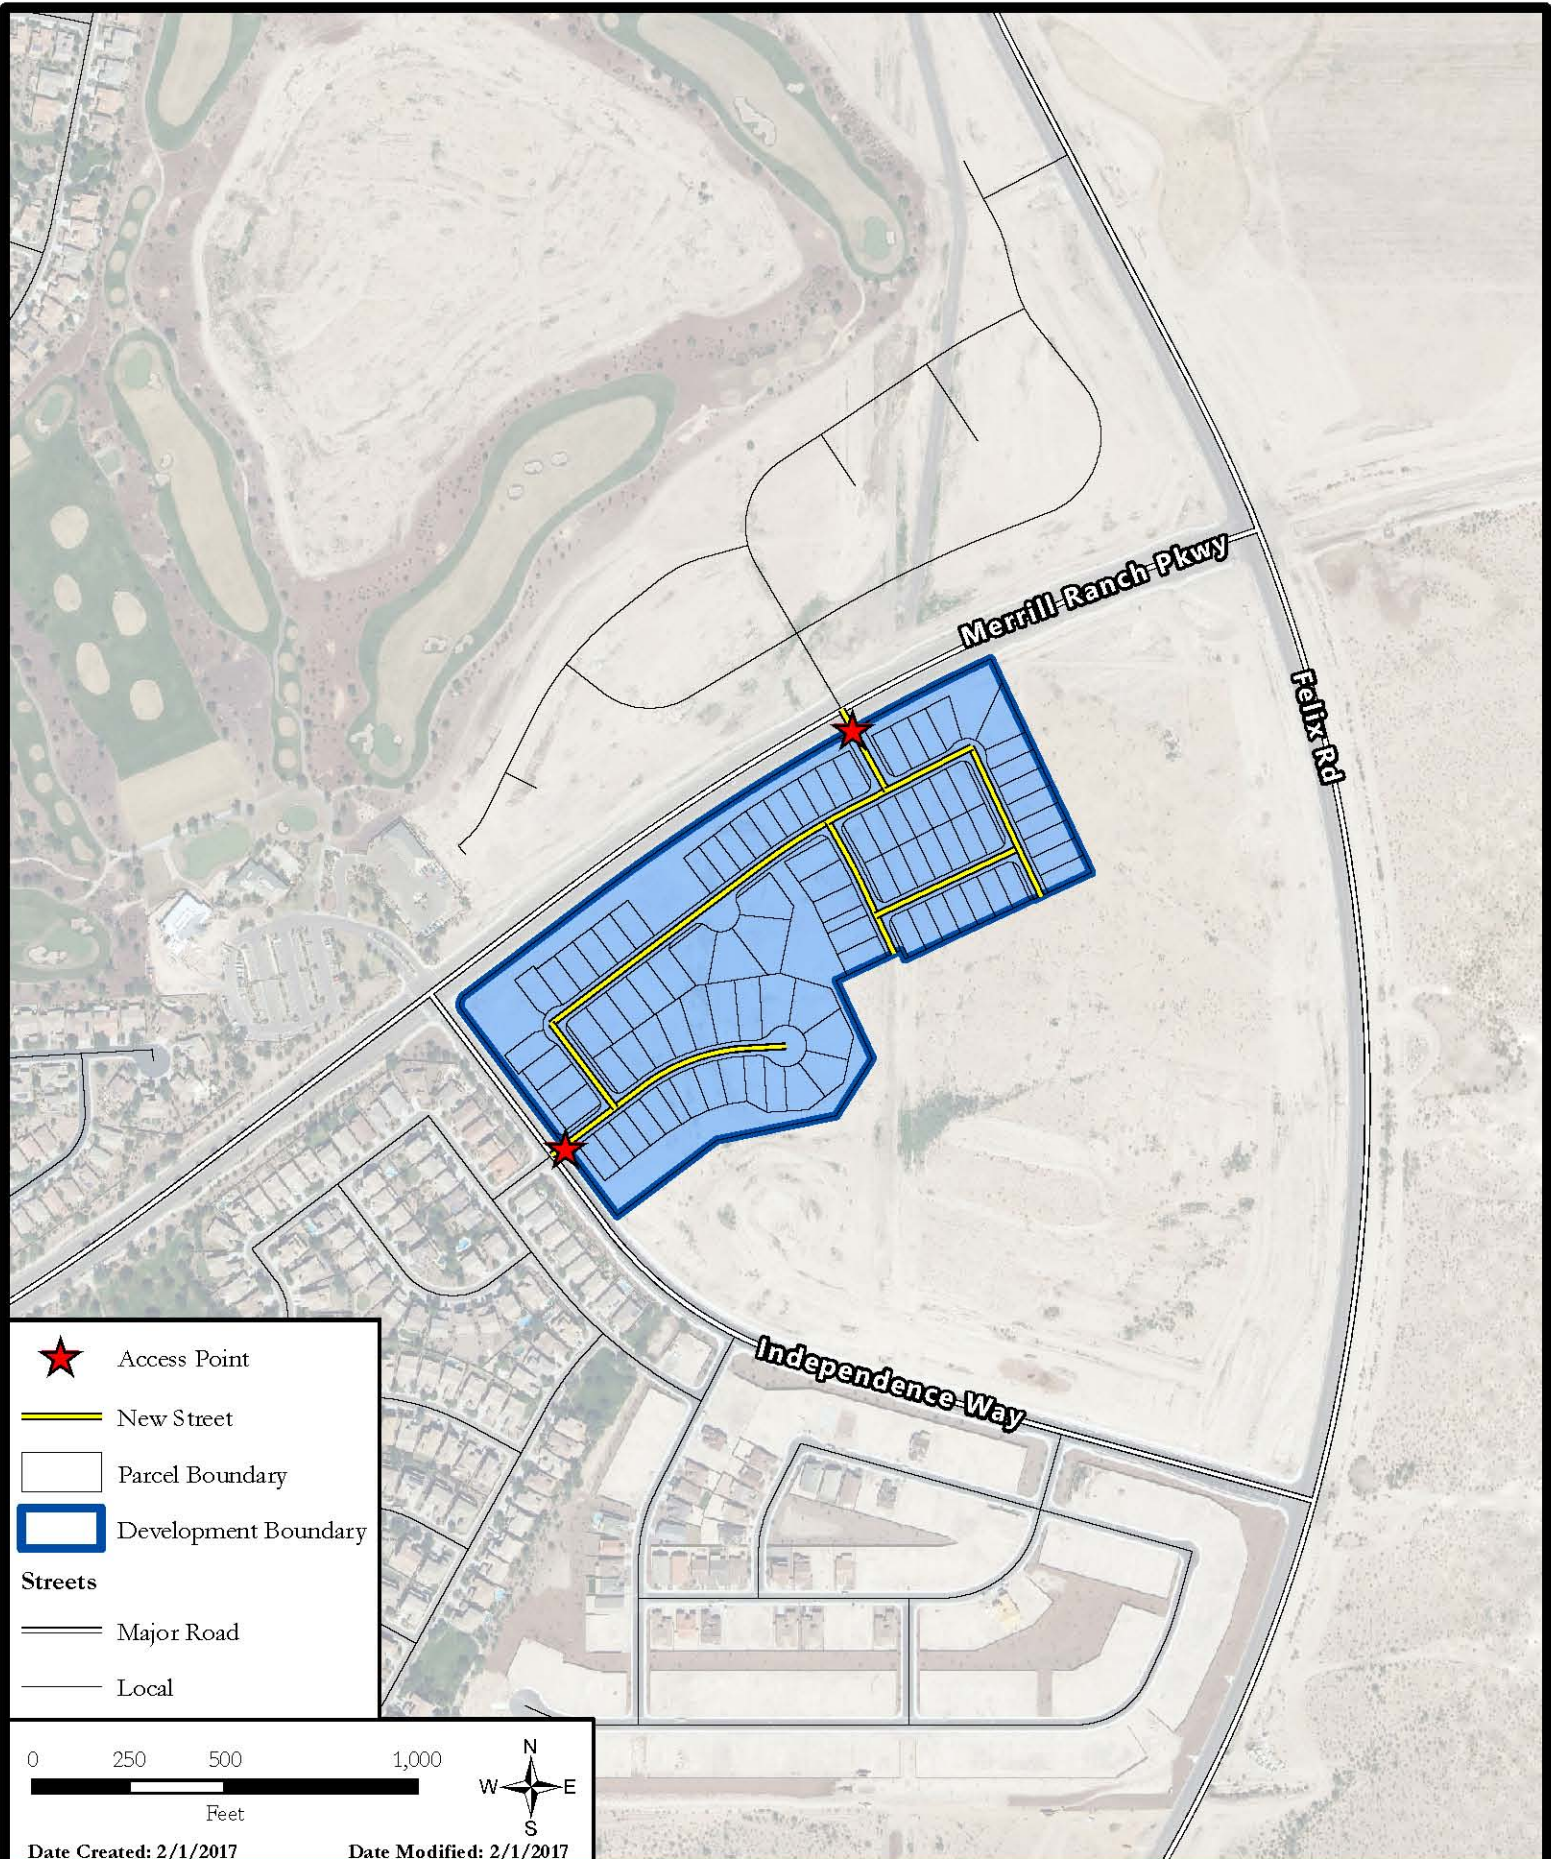 Merrill Ranch Pkwy
Felix Rd
Independence Way
Access Point
New Street
Parcel Boundary
Development Boundary
Streets
Major Road
Local
0 250 500 1,000
Feet
N
W E
S
Date Created: 2/1/2017 Date Modified: 2/1/2017